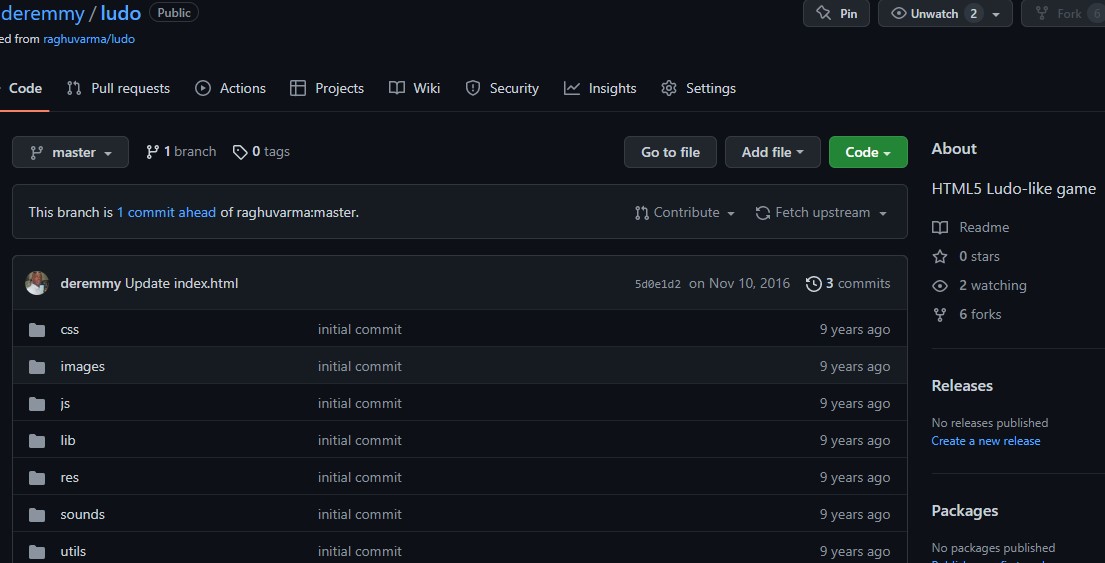 deremmy / ludo Public Pin Unwatch 2 Fork 6
ed from raghuvarma/ludo
Code Pull requests Actions Projects Wiki Security Insights Settings
master 1 branch 0 tags Go to file Add file Code
This branch is 1 commit ahead of raghuvarma:master. Contribute Fetch upstream
deremmy Update index.html 5d0e1d2 on Nov 10, 2016 3 commits
css initial commit 9 years ago
images initial commit 9 years ago
js initial commit 9 years ago
lib initial commit 9 years ago
res initial commit 9 years ago
sounds initial commit 9 years ago
utils initial commit 9 years ago
About
HTML5 Ludo-like game
Readme
0 stars
2 watching
6 forks
Releases
No releases published
Create a new release
Packages
No packages published